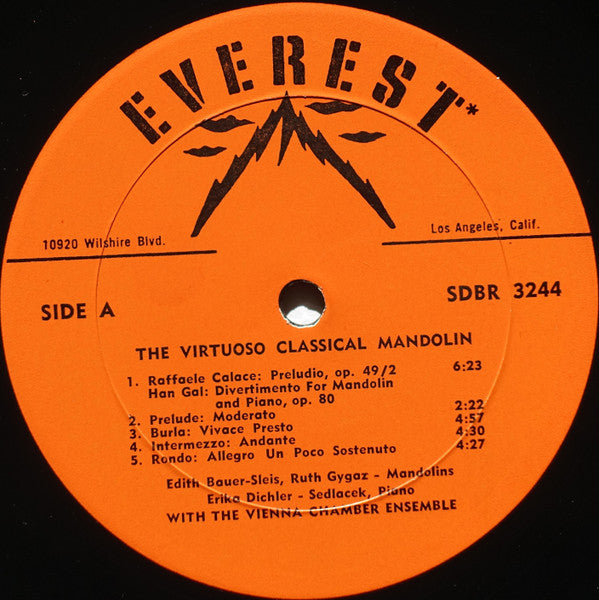 EVEREST*
10920 Wilshire Blvd.
Los Angeles, Calif.
SIDE A
SDBR 3244
THE VIRTUOSO CLASSICAL MANDOLIN
1. Raffaele Calace: Preludio, op. 49/2 6:23
Han Gal: Divertimento For Mandolin
and Piano, op. 80
2. Prelude: Moderato 2:22
3. Burla: Vivace Presto 4:57
4. Intermezzo: Andante 4:30
5. Rondo: Allegro Un Poco Sostenuto 4:27
Edith Bauer-Sleis, Ruth Gygaz - Mandolins
Erika Dichler - Sedlacek, Piano
WITH THE VIENNA CHAMBER ENSEMBLE